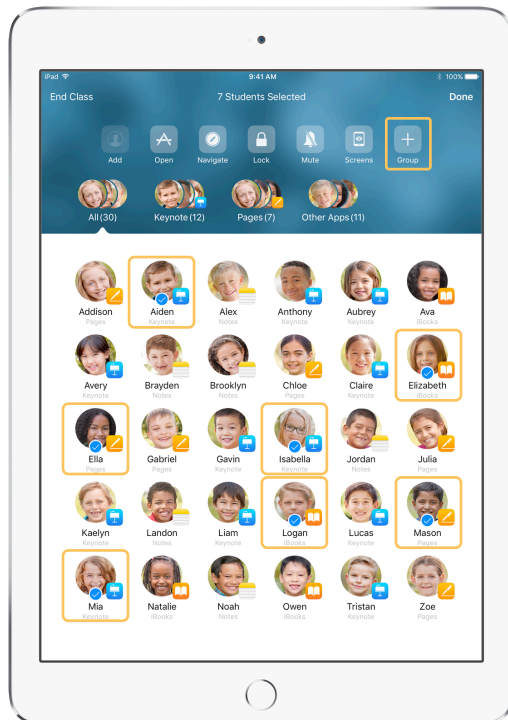 iPad 9:41 AM 100%
End Class 7 Students Selected Done
Add Open Navigate Lock Mute Screens Group
All (30) Keynote (12) Pages (7) Other Apps (11)
Addison Aiden Alex Anthony Aubrey Ava
Pages Keynote Notes Keynote Keynote iBooks
Avery Brayden Brooklyn Chloe Claire Elizabeth
Keynote Notes Notes Pages Keynote iBooks
Ella Gabriel Gavin Isabella Jordan Julia
Pages Pages Keynote Keynote Notes Pages
Kaelyn Landon Liam Logan Lucas Mason
Keynote Notes Keynote iBooks Keynote Pages
Mia Natalie Noah Owen Tristan Zoe
Keynote iBooks Notes iBooks Keynote Pages